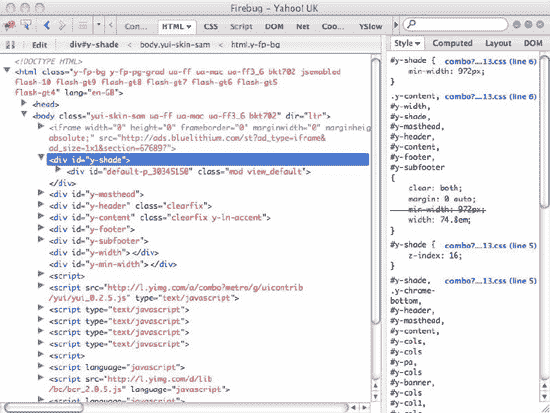 Firebug - Yahoo! UK
Cons... HTML CSS Script DOM Net Coo... YSlow
Edit div#y-shade < body.yui-skin-sam < html.y-fp-bg
Style Computed Layout DOM
<!DOCTYPE HTML>
<html class="y-fp-bg y-fp-pg-grad ua-ff ua-mac ua-ff3_6 bkt702 jsenabled
flash-10 flash-gt9 flash-gt8 flash-gt7 flash-gt6 flash-gt5
flash-gt4" lang="en-GB">
<head>
<body class="yui-skin-sam ua-ff ua-mac ua-ff3_6 bkt702" dir="ltr">
<iframe width="0" height="0" frameborder="0" marginwidth="0" marginheig
absolute;" src="http://ads.bluelithium.com/st?ad_type=iframe&
ad_size=1x1&section=676897">
<div id="y-shade">
<div id="default-p_30345150" class="mod view_default">
</div>
<div id="y-masthead">
<div id="y-header" class="clearfix">
<div id="y-content" class="clearfix y-ln-accent">
<div id="y-footer">
<div id="y-subfooter">
<div id="y-width"></div>
<div id="y-min-width"></div>
<script>
<script src="http://l.yimg.com/a/combo?metro/g/uicontrib
/yui/yui_0.2.5.js" type="text/javascript">
<script type="text/javascript">
<script type="text/javascript">
<script type="text/javascript">
<script>
<script language="javascript">
<script src="http://l.yimg.com/d/lib
/bc/bcr_2.0.5.js" language="javascript">
#y-shade { combo?...13.css (line 6)
min-width: 972px;
}
.y-content, combo?...13.css (line 6)
#y-width,
#y-shade,
#y-masthead,
#y-header,
#y-content,
#y-footer,
#y-subfooter
{
clear: both;
margin: 0 auto;
min-width: 972px;
width: 74.8em;
}
#y-shade { combo?...13.css (line 5)
z-index: 16;
}
#y-shade, combo?...13.css (line 5)
.y-chrome-
bottom,
#y-header,
#y-masthead,
#y-content,
#y-cols,
#y-cols
#y-pa,
#y-cols
#y-banner,
#y-cols
#y-col1,
#y-cols